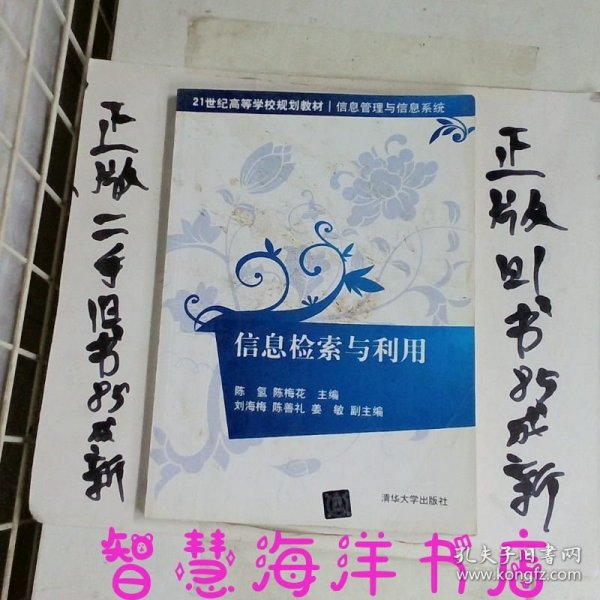 21世纪高等学校规划教材 | 信息管理与信息系统
信息检索与利用
陈 氢 陈梅花 主编
刘海梅 陈善礼 姜 敏 副主编
清华大学出版社
正版二手旧书85成新
正版旧书85成新
智慧海洋书店
孔夫子旧书网
www.kongfz.com